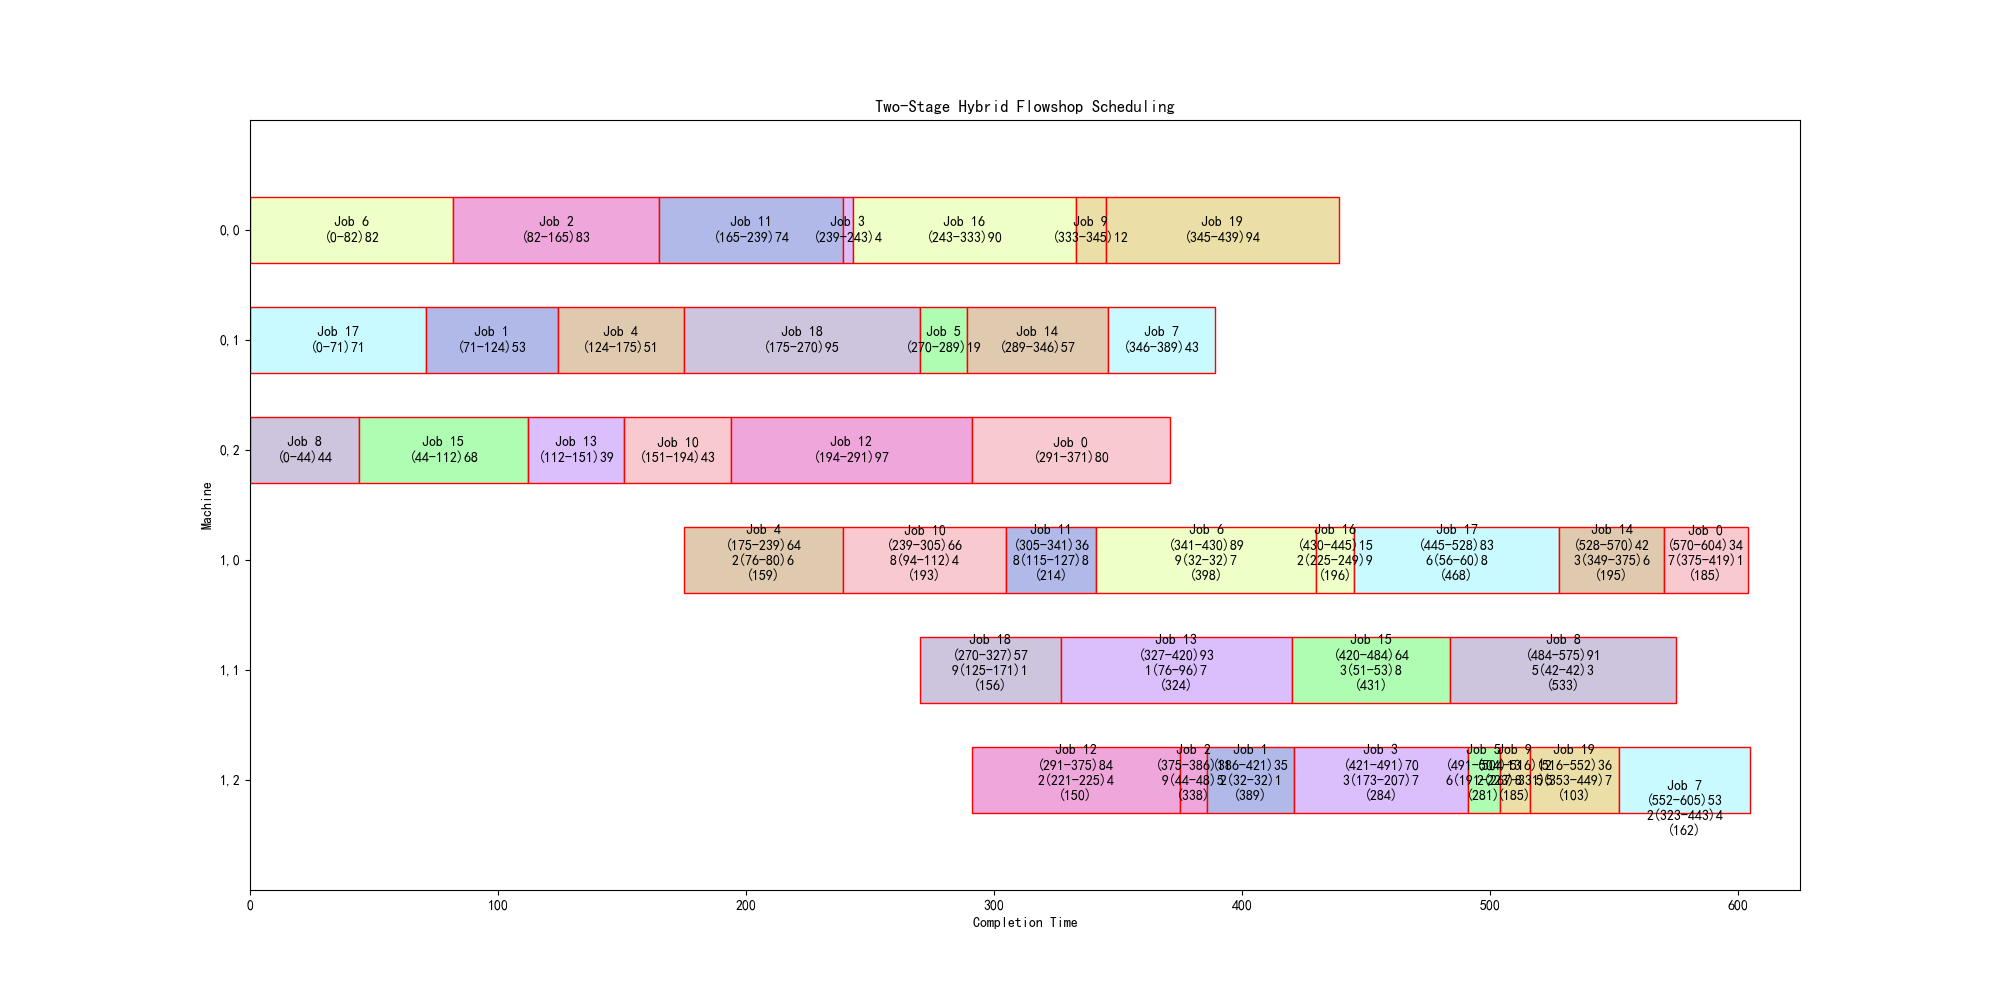 Two-Stage Hybrid Flowshop Scheduling
Machine
0,0
Job 6
(0-82)82
Job 2
(82-165)83
Job 11
(165-239)74
Job 3
(239-243)4
Job 16
(243-333)90
Job 9
(333-345)12
Job 19
(345-439)94
0,1
Job 17
(0-71)71
Job 1
(71-124)53
Job 4
(124-175)51
Job 18
(175-270)95
Job 5
(270-289)19
Job 14
(289-346)57
Job 7
(346-389)43
0,2
Job 8
(0-44)44
Job 15
(44-112)68
Job 13
(112-151)39
Job 10
(151-194)43
Job 12
(194-291)97
Job 0
(291-371)80
1,0
Job 4
(175-239)64
2(76-80)6
(159)
Job 10
(239-305)66
8(94-112)4
(193)
Job 11
(305-341)36
8(115-127)8
(214)
Job 6
(341-430)89
9(32-32)7
(398)
Job 16
(430-445)15
2(225-249)9
(196)
Job 17
(445-528)83
6(56-60)8
(468)
Job 14
(528-570)42
3(349-375)6
(195)
Job 0
(570-604)34
7(375-419)1
(185)
1,1
Job 18
(270-327)57
9(125-171)1
(156)
Job 13
(327-420)93
1(76-96)7
(324)
Job 15
(420-484)64
3(51-53)8
(431)
Job 8
(484-575)91
5(42-42)3
(533)
1,2
Job 12
(291-375)84
2(221-225)4
(150)
Job 2
(375-386)11
9(44-48)5
(338)
Job 1
(386-421)35
2(32-32)1
(389)
Job 3
(421-491)70
3(173-207)7
(284)
Job 5
(491-504)13
(281)
Job 9
(504-516)12
(185)
Job 19
(516-552)36
(353-449)7
(103)
Job 7
(552-605)53
2(323-443)4
(162)
0
100
200
300
400
500
600
Completion Time